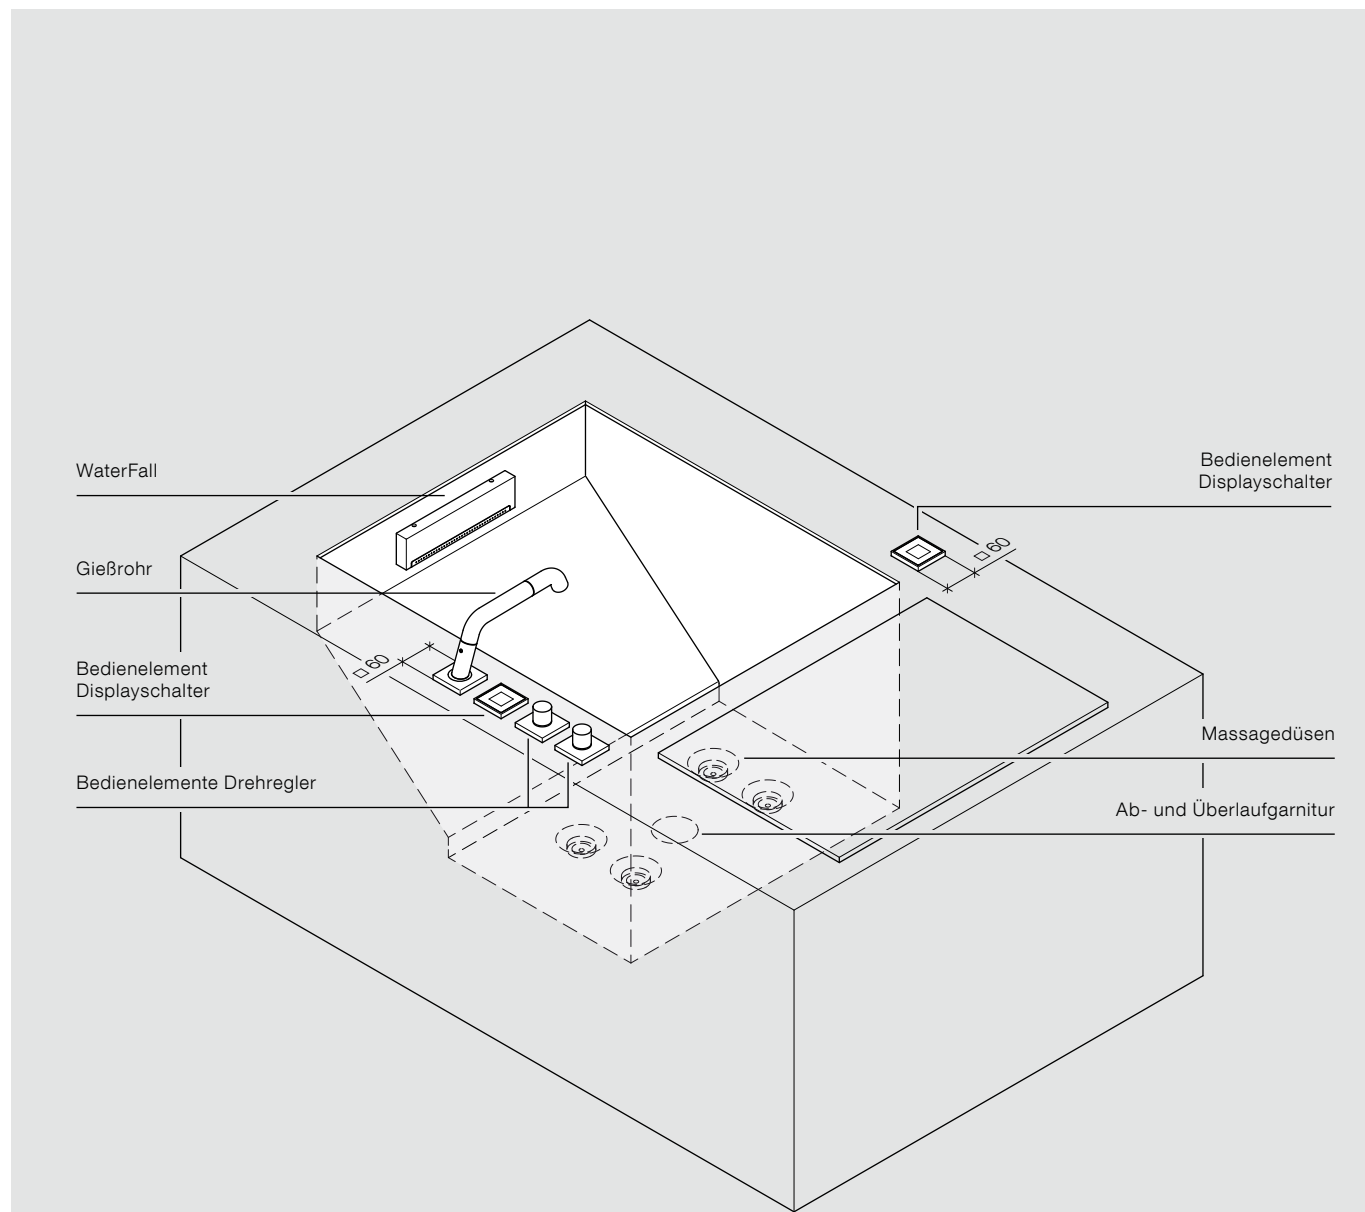 WaterFall
Gießrohr
□ 60
Bedienelement
Displayschalter
Bedienelemente Drehregler
Bedienelement
Displayschalter
□ 60
Massagedüsen
Ab- und Überlaufgarnitur